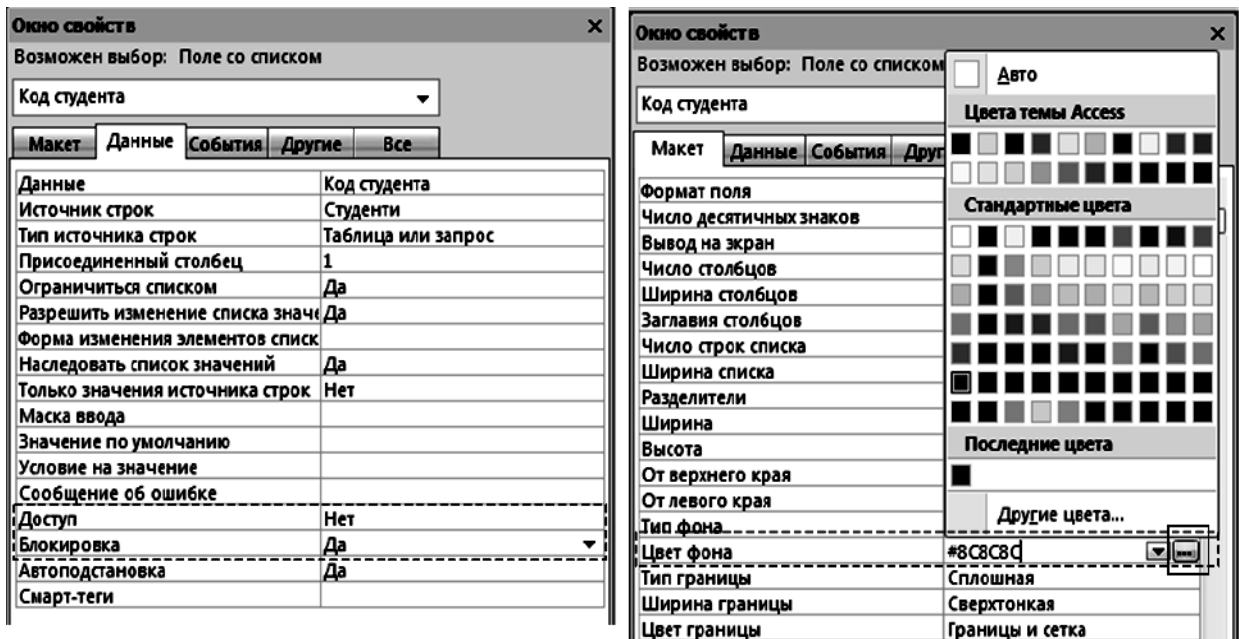 Окно свойств
Возможен выбор: Поле со списком
Код студента
Макет Данные События Другие Все
Данные Код студента
Источник строк Студенти
Тип источника строк Таблица или запрос
Присоединенный столбец 1
Ограничиться списком Да
Разрешить изменение списка значе Да
Форма изменения элементов списк
Наследовать список значений Да
Только значения источника строк Нет
Маска ввода
Значение по умолчанию
Условие на значение
Сообщение об ошибке
Доступ Нет
Блокировка Да
Автоподстановка Да
Смарт-теги
Окно свойств
Возможен выбор: Поле со списком
Код студента
Макет Данные События Друг
Формат поля
Число десятичных знаков
Вывод на экран
Число столбцов
Ширина столбцов
Заглавия столбцов
Число строк списка
Ширина списка
Разделители
Ширина
Высота
От верхнего края
От левого края
Тип фона
Цвет фона #8C8C8C
Тип границы Сплошная
Ширина границы Сверхтонкая
Цвет границы Границы и сетка
Авто
Цвета темы Access
Стандартные цвета
Последние цвета
Другие цвета...